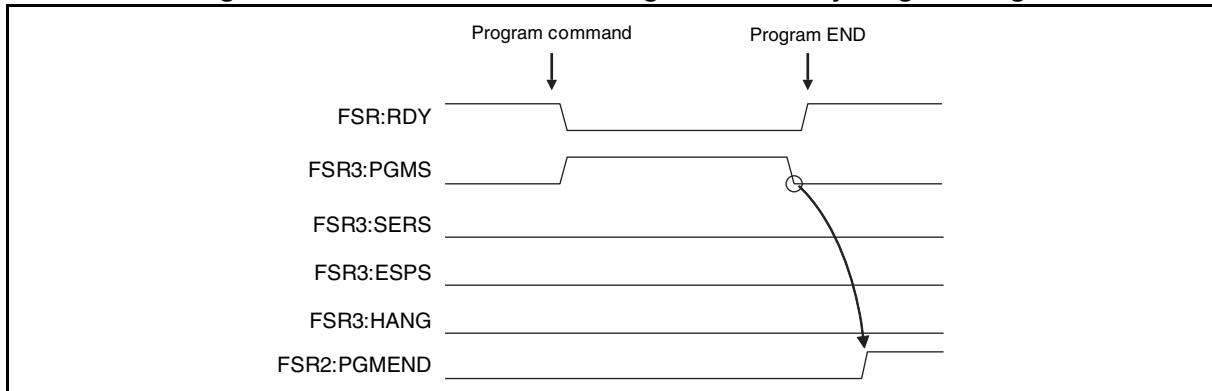 Program command Program END
FSR:RDY
FSR3:PGMS
FSR3:SERS
FSR3:ESPS
FSR3:HANG
FSR2:PGMEND